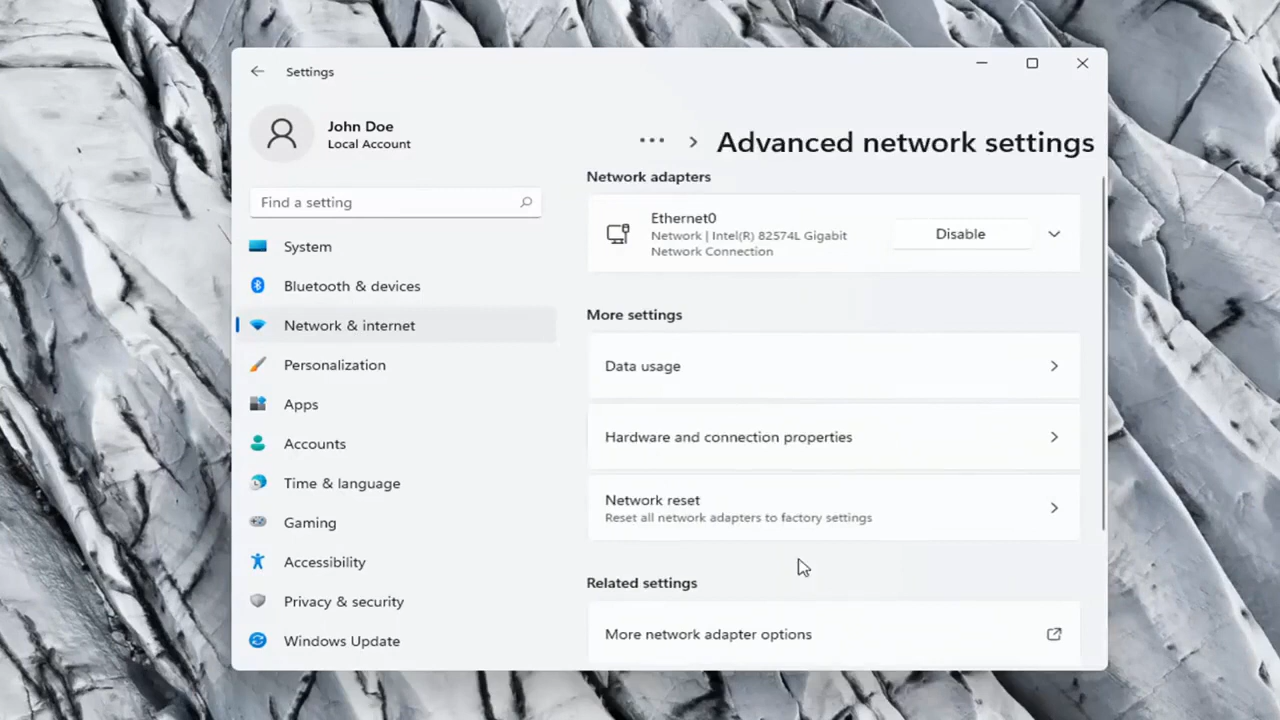 Settings
John Doe
Local Account
Find a setting
System
Bluetooth & devices
Network & internet
Personalization
Apps
Accounts
Time & language
Gaming
Accessibility
Privacy & security
Windows Update
… > Advanced network settings
Network adapters
Ethernet0
Network | Intel(R) 82574L Gigabit
Network Connection
Disable
More settings
Data usage
Hardware and connection properties
Network reset
Reset all network adapters to factory settings
Related settings
More network adapter options